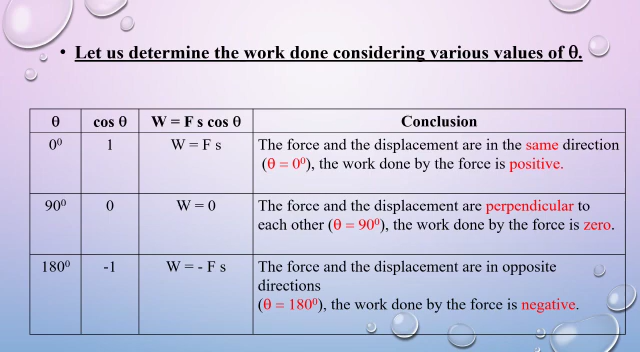 • Let us determine the work done considering various values of θ.
θ cos θ W = F s cos θ Conclusion
0⁰ 1 W = F s The force and the displacement are in the same direction
(θ = 0⁰), the work done by the force is positive.
90⁰ 0 W = 0 The force and the displacement are perpendicular to
each other (θ = 90⁰), the work done by the force is zero.
180⁰ -1 W = - F s The force and the displacement are in opposite
directions
(θ = 180⁰), the work done by the force is negative.